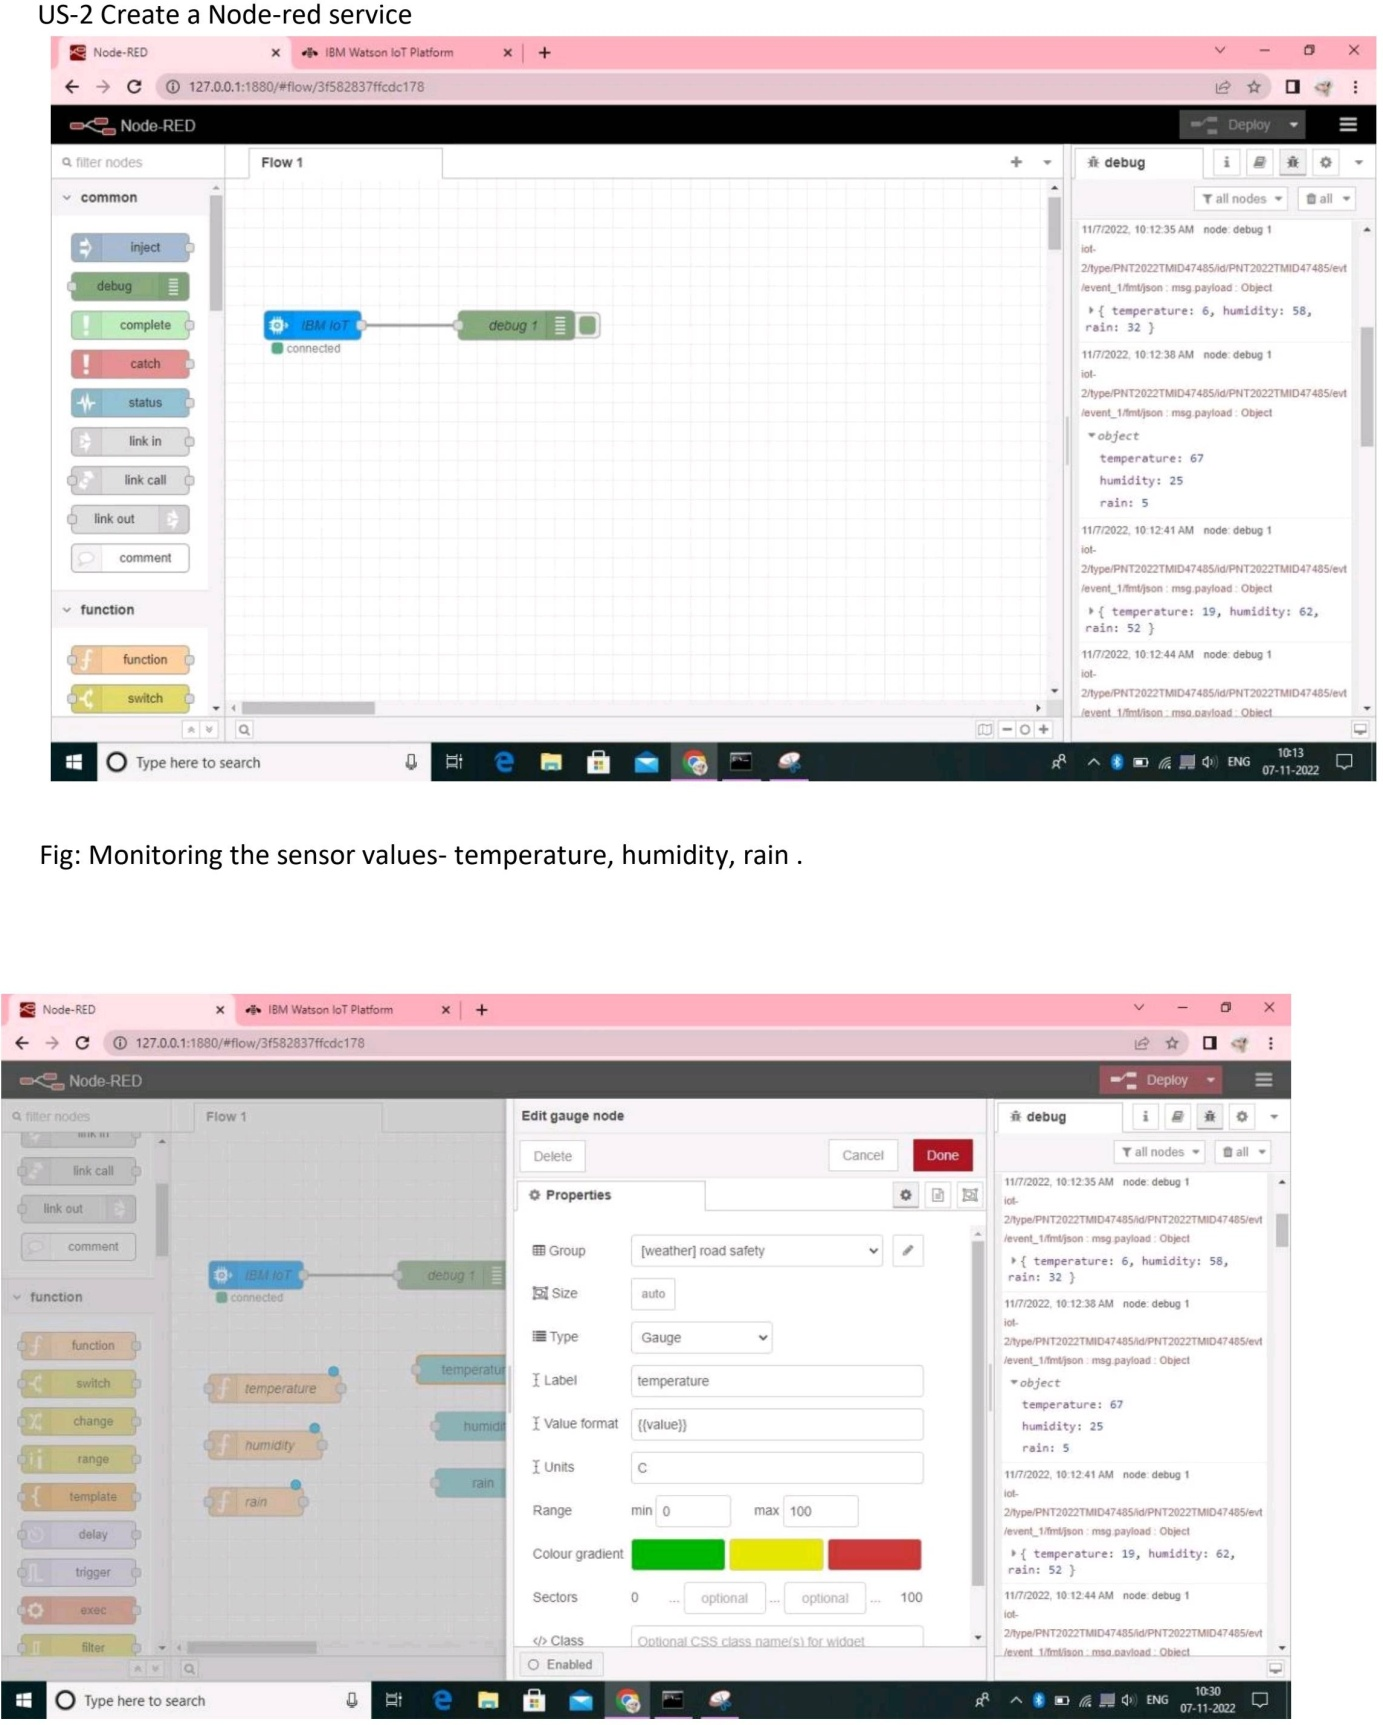 US-2 Create a Node-red service
Node-RED
IBM Watson IoT Platform
127.0.0.1:1880/#flow/3f582837ffcdc178
Node-RED
Deploy
filter nodes
Flow 1
debug
common
all nodes
all
inject
debug
complete
catch
status
link in
link call
link out
comment
function
function
switch
IBM IoT
connected
debug 1
11/7/2022, 10:12:35 AM node: debug 1
iot-
2/type/PNT2022TMID47485/id/PNT2022TMID47485/evt
/event_1/fmt/json : msg.payload : Object
{ temperature: 6, humidity: 58,
rain: 32 }
11/7/2022, 10:12:38 AM node: debug 1
iot-
2/type/PNT2022TMID47485/id/PNT2022TMID47485/evt
/event_1/fmt/json : msg.payload : Object
object
temperature: 67
humidity: 25
rain: 5
11/7/2022, 10:12:41 AM node: debug 1
iot-
2/type/PNT2022TMID47485/id/PNT2022TMID47485/evt
/event_1/fmt/json : msg.payload : Object
{ temperature: 19, humidity: 62,
rain: 52 }
11/7/2022, 10:12:44 AM node: debug 1
iot-
2/type/PNT2022TMID47485/id/PNT2022TMID47485/evt
/event_1/fmt/json : msg.payload : Object
Type here to search
ENG
10:13
07-11-2022
Fig: Monitoring the sensor values- temperature, humidity, rain .
Node-RED
IBM Watson IoT Platform
127.0.0.1:1880/#flow/3f582837ffcdc178
Node-RED
Deploy
filter nodes
Flow 1
link in
link call
link out
comment
function
function
switch
change
range
template
delay
trigger
exec
filter
IBM IoT
connected
debug 1
temperature
humidity
rain
temperatur
humidit
rain
Edit gauge node
Delete
Cancel
Done
Properties
Group
[weather] road safety
Size
auto
Type
Gauge
Label
temperature
Value format
{{value}}
Units
C
Range
min 0
max 100
Colour gradient
Sectors
0 ... optional ... optional ... 100
</> Class
Optional CSS class name(s) for widget
Enabled
debug
all nodes
all
11/7/2022, 10:12:35 AM node: debug 1
iot-
2/type/PNT2022TMID47485/id/PNT2022TMID47485/evt
/event_1/fmt/json : msg.payload : Object
{ temperature: 6, humidity: 58,
rain: 32 }
11/7/2022, 10:12:38 AM node: debug 1
iot-
2/type/PNT2022TMID47485/id/PNT2022TMID47485/evt
/event_1/fmt/json : msg.payload : Object
object
temperature: 67
humidity: 25
rain: 5
11/7/2022, 10:12:41 AM node: debug 1
iot-
2/type/PNT2022TMID47485/id/PNT2022TMID47485/evt
/event_1/fmt/json : msg.payload : Object
{ temperature: 19, humidity: 62,
rain: 52 }
11/7/2022, 10:12:44 AM node: debug 1
iot-
2/type/PNT2022TMID47485/id/PNT2022TMID47485/evt
/event_1/fmt/json : msg.payload : Object
Type here to search
ENG
10:30
07-11-2022